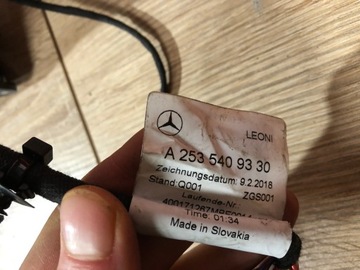 LEONI
A 253 540 93 30
Zeichnungsdatum: 9.2.2018
Stand:Q001 ZGS001
Laufende-Nr.:
Time: 01:34
Made in Slovakia